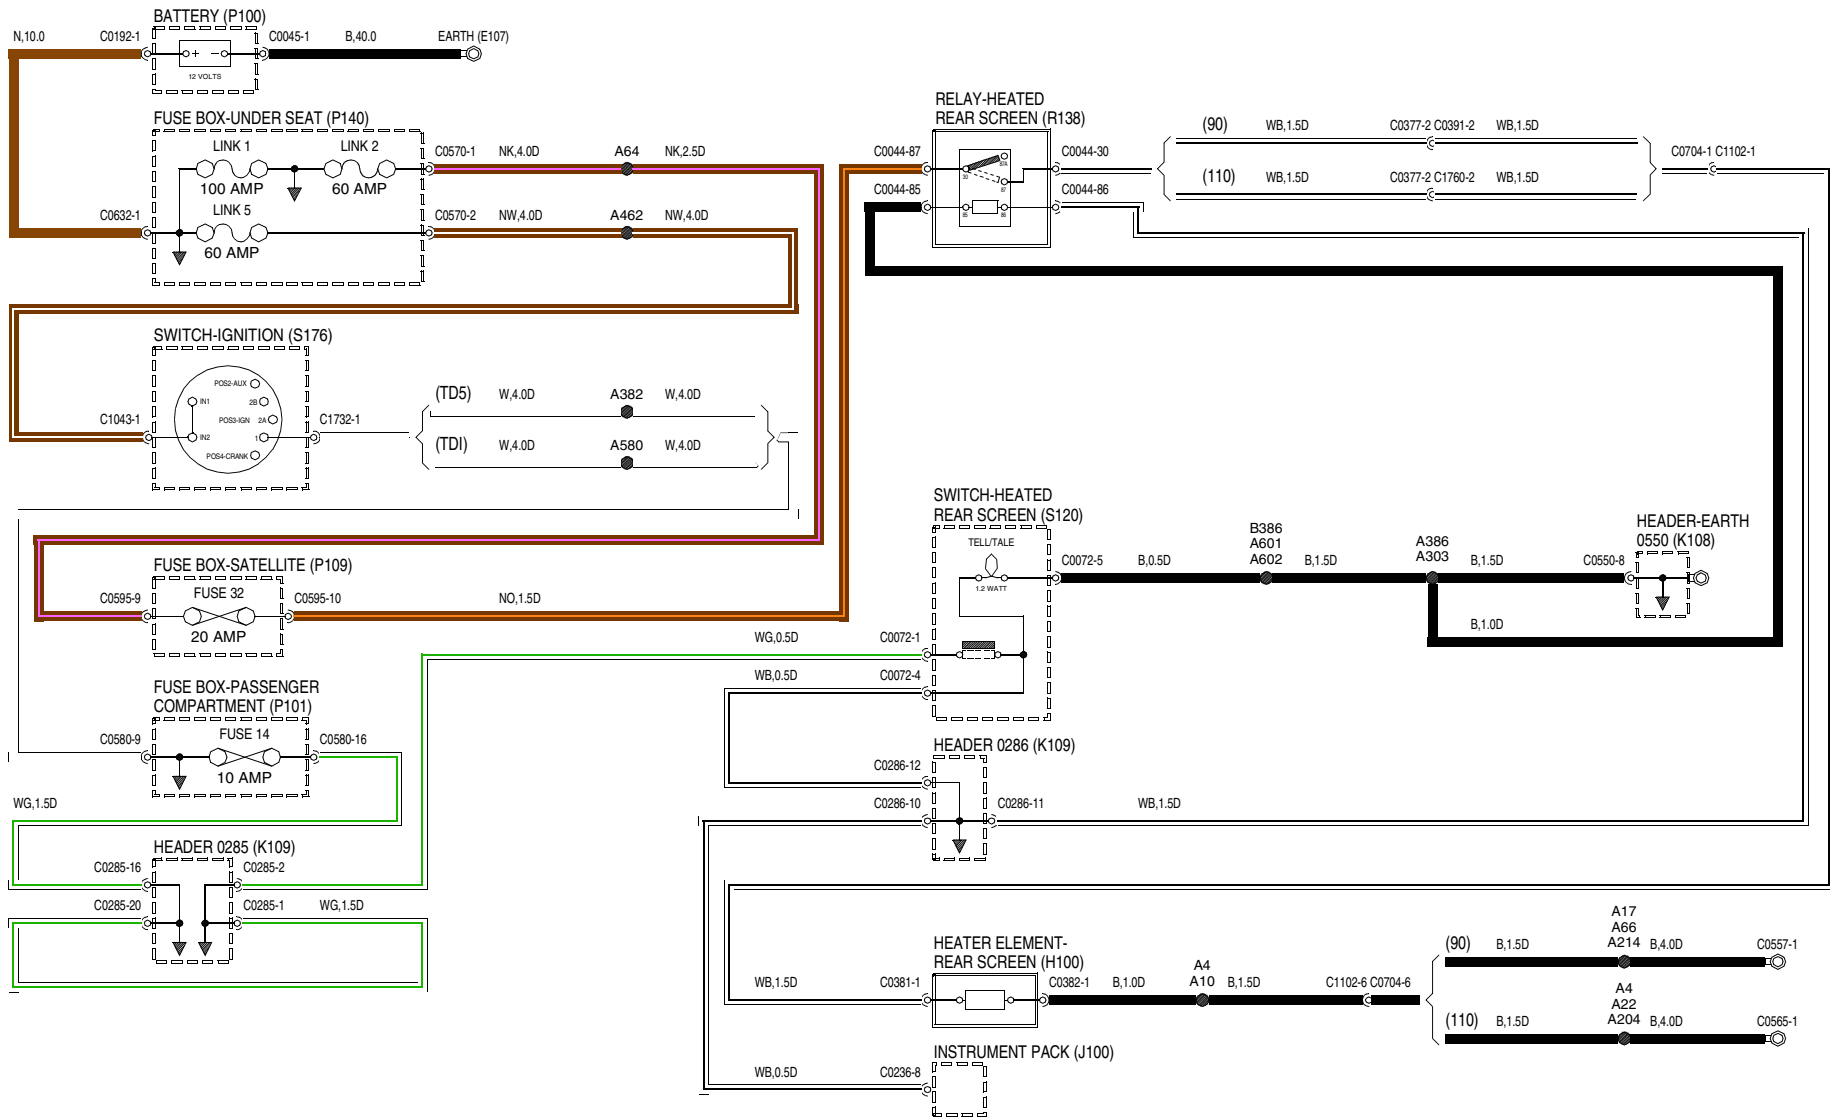 BATTERY (P100)
N,10.0
C0192-1
C0045-1
B,40.0
EARTH (E107)
+ −
12 VOLTS
FUSE BOX-UNDER SEAT (P140)
LINK 1
LINK 2
100 AMP
60 AMP
C0570-1
NK,4.0D
A64
NK,2.5D
C0632-1
LINK 5
60 AMP
C0570-2
NW,4.0D
A462
NW,4.0D
SWITCH-IGNITION (S176)
POS2-AUX
IN1
2B
POS3-IGN
2A
C1043-1
IN2
1
POS4-CRANK
C1732-1
(TD5)
W,4.0D
A382
W,4.0D
(TDI)
W,4.0D
A580
W,4.0D
FUSE BOX-SATELLITE (P109)
C0595-9
FUSE 32
20 AMP
C0595-10
NO,1.5D
FUSE BOX-PASSENGER
COMPARTMENT (P101)
C0580-9
FUSE 14
10 AMP
C0580-16
WG,1.5D
HEADER 0285 (K109)
C0285-16
C0285-2
C0285-20
C0285-1
WG,1.5D
RELAY-HEATED
REAR SCREEN (R138)
C0044-87
C0044-30
C0044-85
C0044-86
87A
30
87
85
86
(90)
WB,1.5D
C0377-2 C0391-2
WB,1.5D
(110)
WB,1.5D
C0377-2 C1760-2
WB,1.5D
C0704-1 C1102-1
SWITCH-HEATED
REAR SCREEN (S120)
TELL/TALE
1.2 WATT
C0072-5
B,0.5D
B386
A601
A602
B,1.5D
A386
A303
B,1.5D
C0550-8
HEADER-EARTH
0550 (K108)
B,1.0D
WG,0.5D
C0072-1
WB,0.5D
C0072-4
HEADER 0286 (K109)
C0286-12
C0286-10
C0286-11
WB,1.5D
HEATER ELEMENT-
REAR SCREEN (H100)
WB,1.5D
C0381-1
C0382-1
B,1.0D
A4
A10
B,1.5D
C1102-6 C0704-6
(90)
B,1.5D
A17
A66
A214
B,4.0D
C0557-1
(110)
B,1.5D
A4
A22
A204
B,4.0D
C0565-1
INSTRUMENT PACK (J100)
WB,0.5D
C0236-8